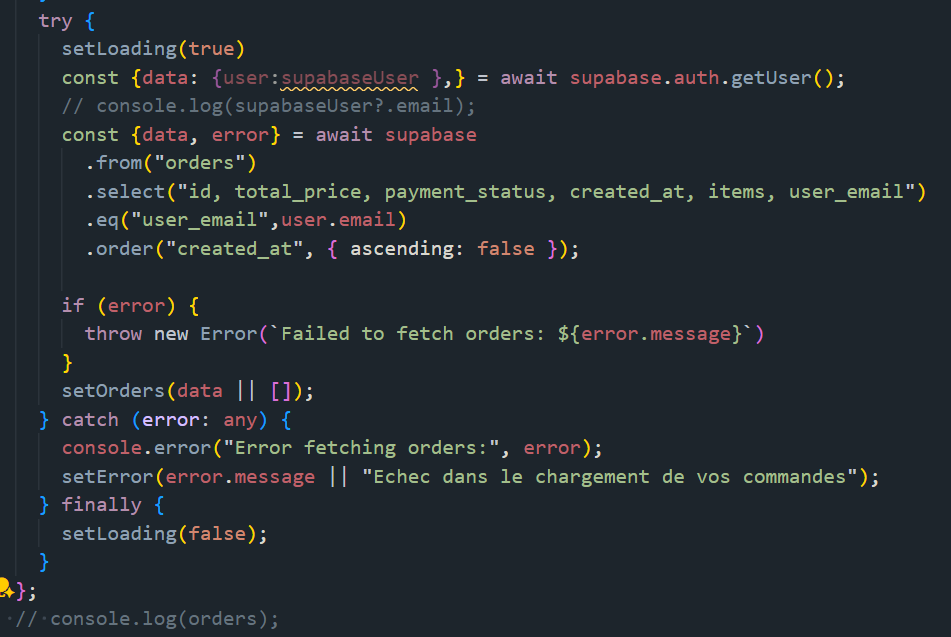 try {
setLoading(true)
const {data: {user:supabaseUser },} = await supabase.auth.getUser();
// console.log(supabaseUser?.email);
const {data, error} = await supabase
.from("orders")
.select("id, total_price, payment_status, created_at, items, user_email")
.eq("user_email",user.email)
.order("created_at", { ascending: false });
if (error) {
throw new Error(`Failed to fetch orders: ${error.message}`)
}
setOrders(data || []);
} catch (error: any) {
console.error("Error fetching orders:", error);
setError(error.message || "Echec dans le chargement de vos commandes");
} finally {
setLoading(false);
}
};
// console.log(orders);